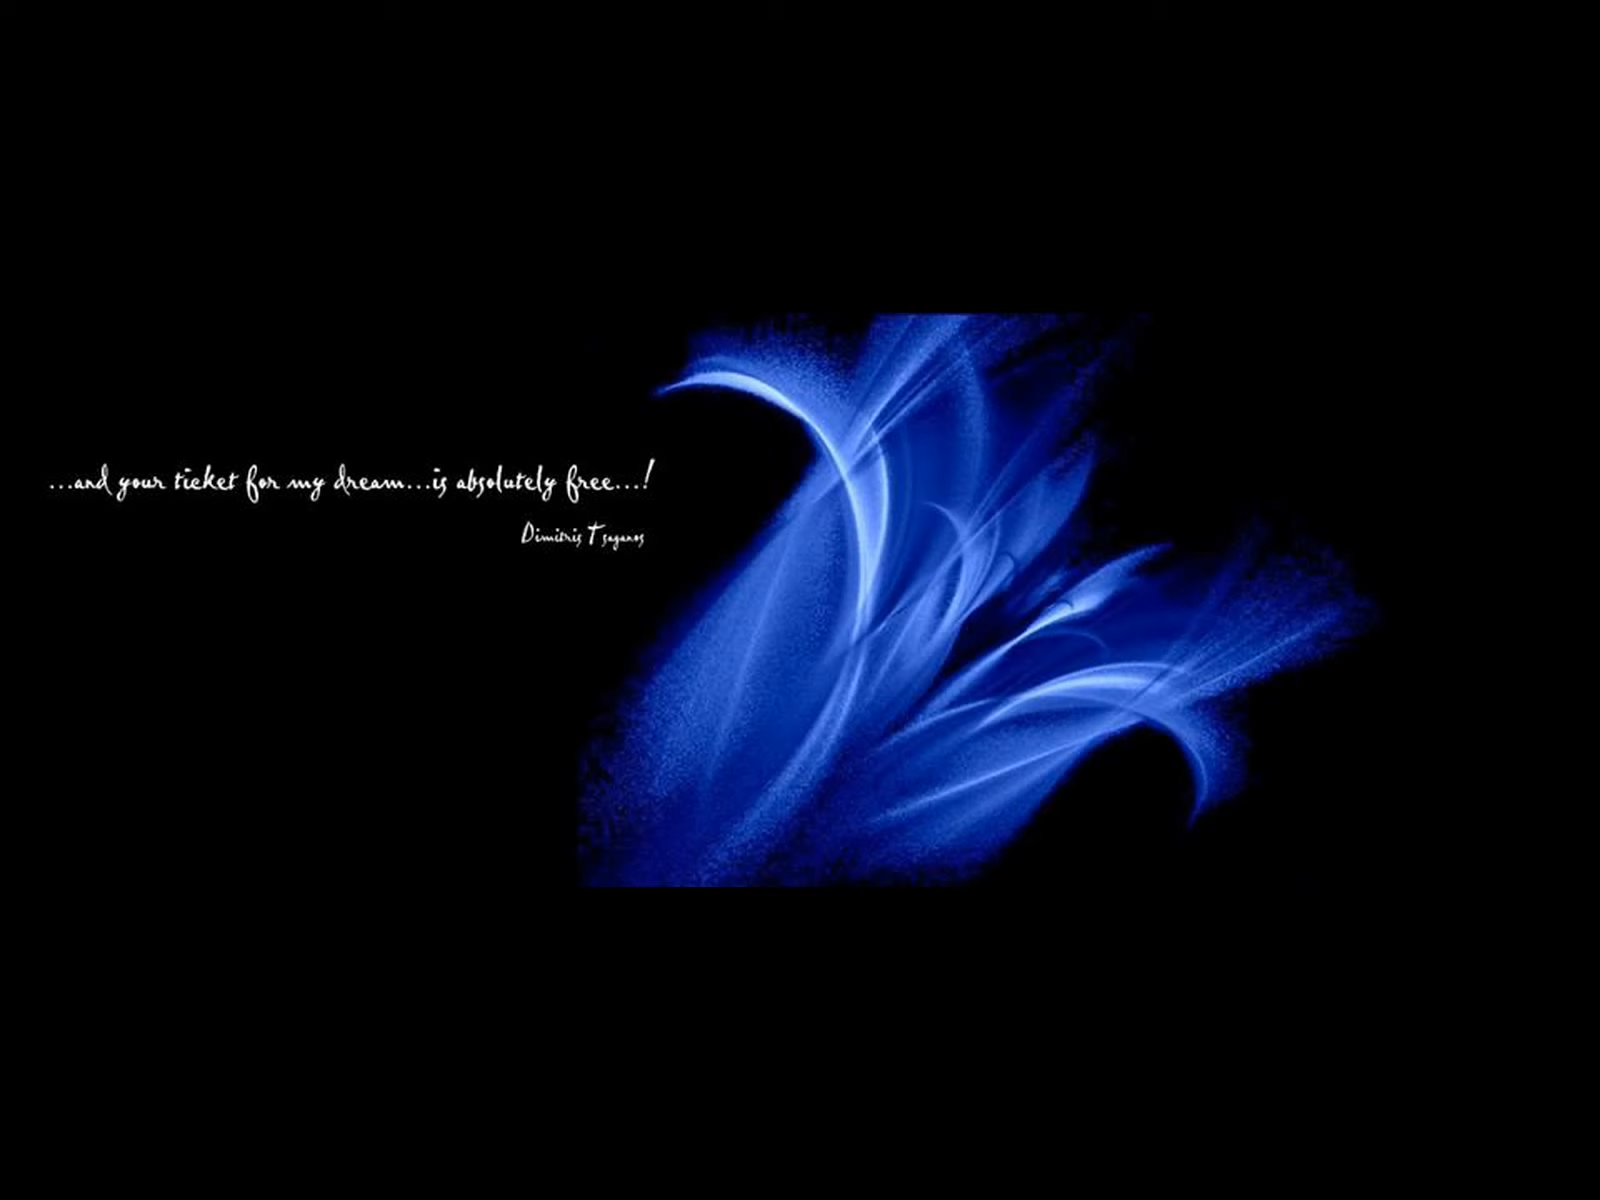 ...and your ticket for my dream...is absolutely free...!
Dimitris Tsaganos